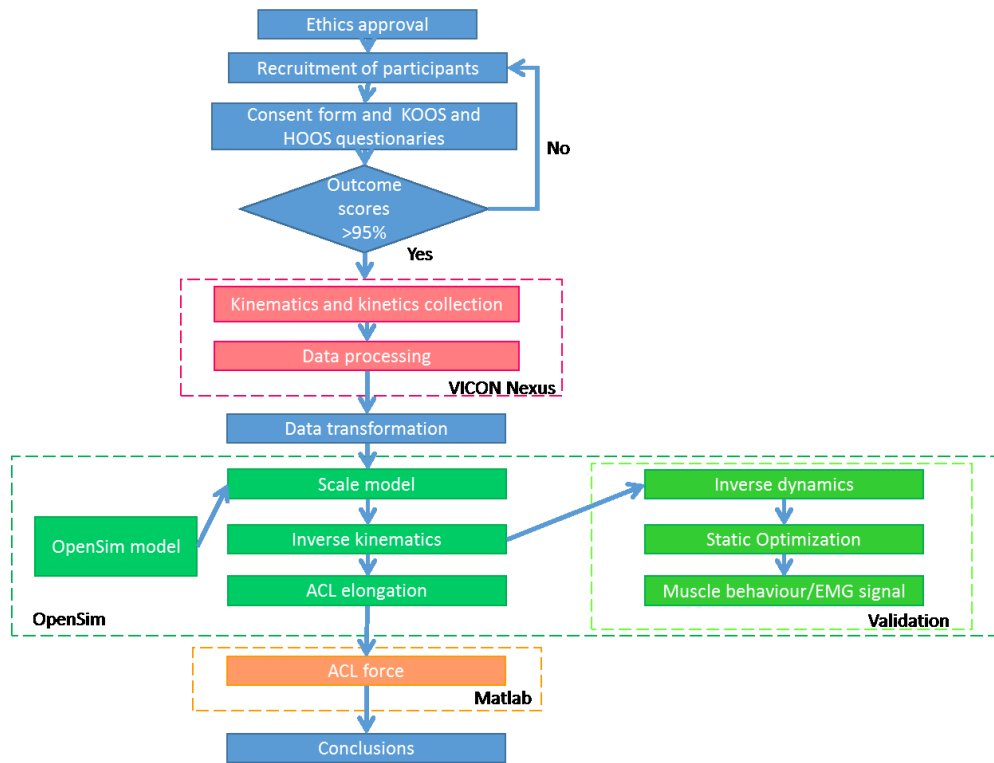 Ethics approval
Recruitment of participants
Consent form and  KOOS and
HOOS questionaries
No
Outcome
scores
>95%
Yes
Kinematics and kinetics collection
Data processing
VICON Nexus
Data transformation
Scale model
Inverse dynamics
OpenSim model
Inverse kinematics
Static Optimization
ACL elongation
Muscle behaviour/EMG signal
OpenSim
Validation
ACL force
Matlab
Conclusions